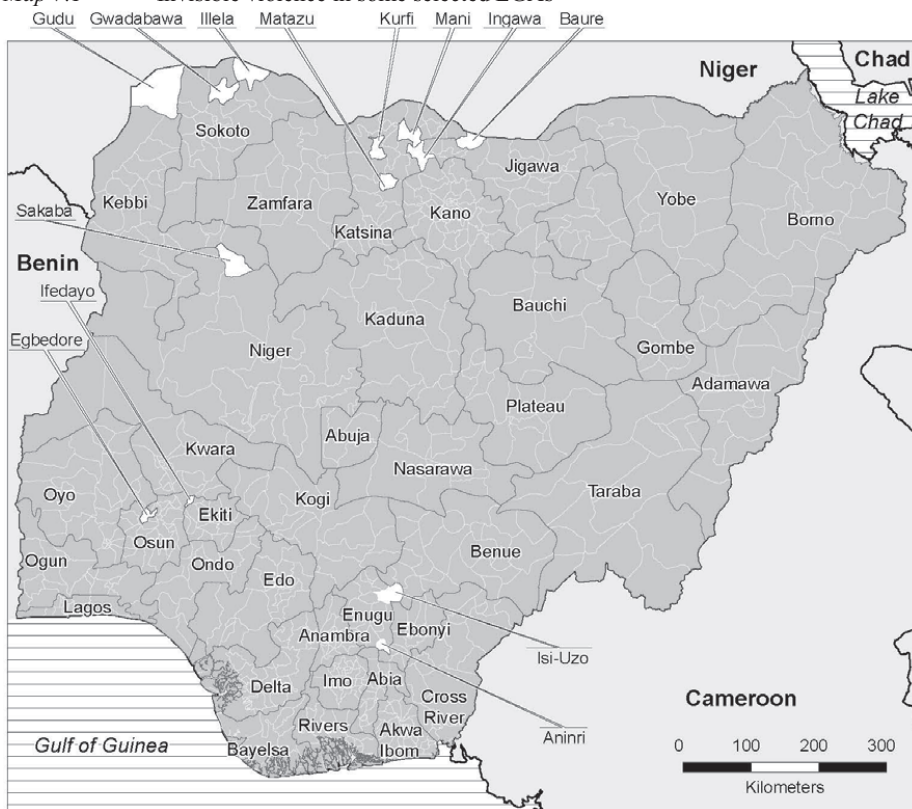 Map 7.1 Invisible violence in some selected LGAs
Gudu Gwadabawa Illela Matazu Kurfi Mani Ingawa Baure
Niger
Chad
Lake
Chad
Sokoto
Jigawa
Kebbi
Zamfara
Yobe
Sakaba
Kano
Borno
Katsina
Benin
Ifedayo
Bauchi
Kaduna
Egbedore
Niger
Gombe
Adamawa
Plateau
Abuja
Kwara
Nasarawa
Taraba
Oyo
Kogi
Ekiti
Osun
Benue
Ogun
Ondo
Edo
Lagos
Enugu
Anambra
Ebonyi
Isi-Uzo
Imo
Abia
Delta
Cross
River
Cameroon
Rivers
Akwa
Ibom
Aninri
Gulf of Guinea
Bayelsa
0 100 200 300
Kilometers